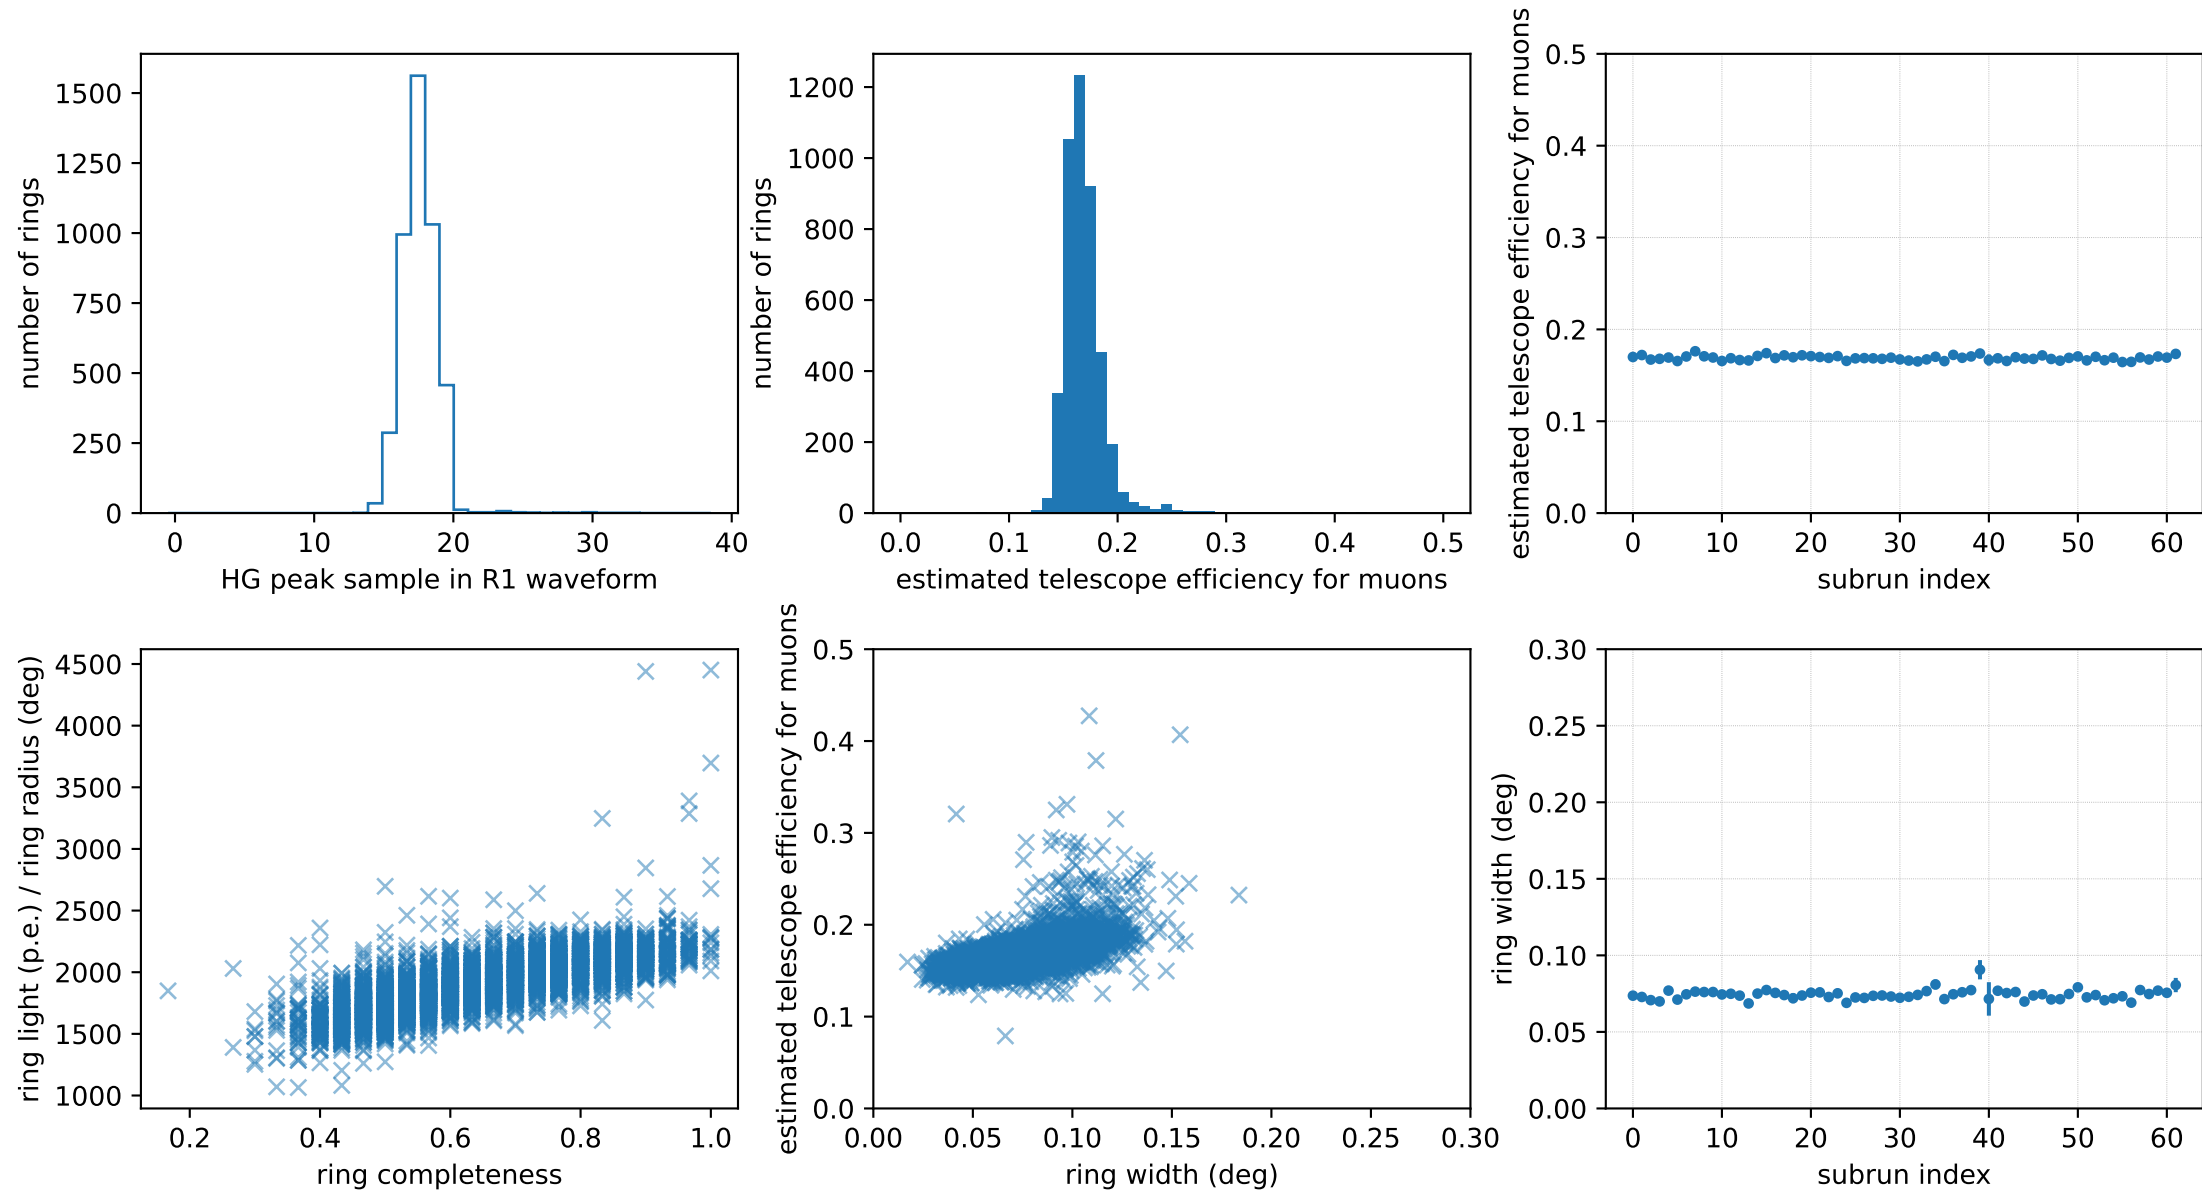 number of rings
1500
1250
1000
750
500
250
0
0 10 20 30 40
HG peak sample in R1 waveform
number of rings
1200
1000
800
600
400
200
0
0.0 0.1 0.2 0.3 0.4 0.5
estimated telescope efficiency for muons
estimated telescope efficiency for muons
0.5
0.4
0.3
0.2
0.1
0.0
0 10 20 30 40 50 60
subrun index
ring light (p.e.) / ring radius (deg)
4500
4000
3500
3000
2500
2000
1500
1000
0.2 0.4 0.6 0.8 1.0
ring completeness
estimated telescope efficiency for muons
0.5
0.4
0.3
0.2
0.1
0.0
0.00 0.05 0.10 0.15 0.20 0.25 0.30
ring width (deg)
ring width (deg)
0.30
0.25
0.20
0.15
0.10
0.05
0.00
0 10 20 30 40 50 60
subrun index